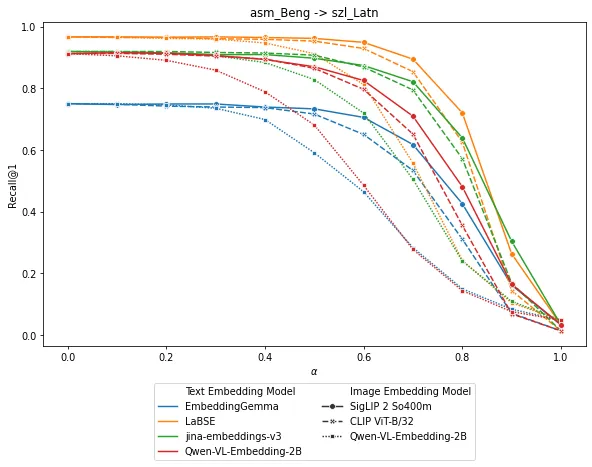 asm_Beng -> szl_Latn
1.0
0.8
0.6
0.4
0.2
0.0
Recall@1
0.0 0.2 0.4 0.6 0.8 1.0
α
Text Embedding Model Image Embedding Model
EmbeddingGemma SigLIP 2 So400m
LaBSE CLIP ViT-B/32
jina-embeddings-v3 Qwen-VL-Embedding-2B
Qwen-VL-Embedding-2B